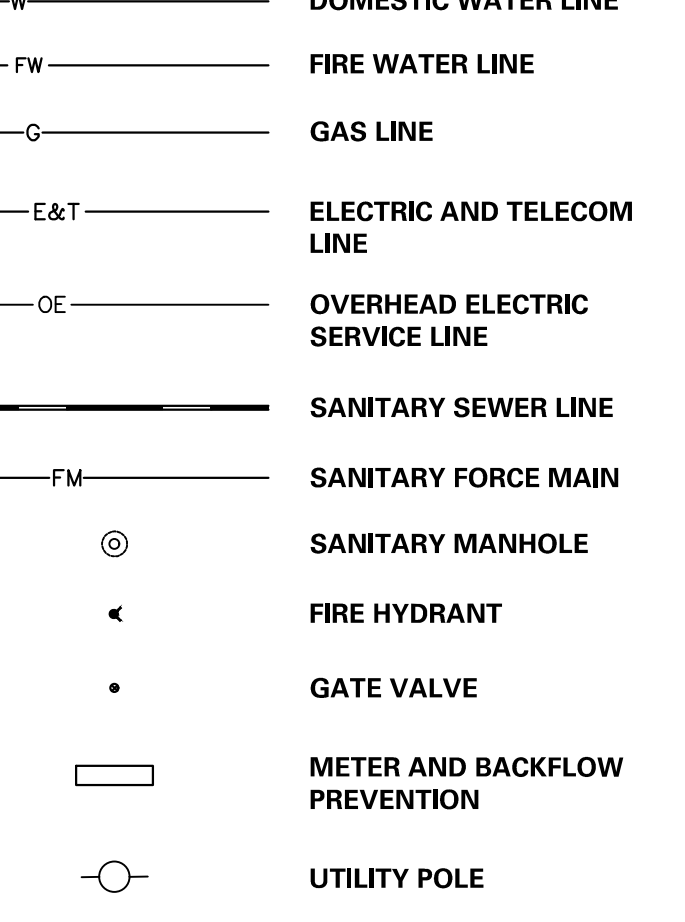 W DOMESTIC WATER LINE
FW FIRE WATER LINE
G GAS LINE
E&T ELECTRIC AND TELECOM
LINE
OE OVERHEAD ELECTRIC
SERVICE LINE
SANITARY SEWER LINE
FM SANITARY FORCE MAIN
SANITARY MANHOLE
FIRE HYDRANT
GATE VALVE
METER AND BACKFLOW
PREVENTION
UTILITY POLE